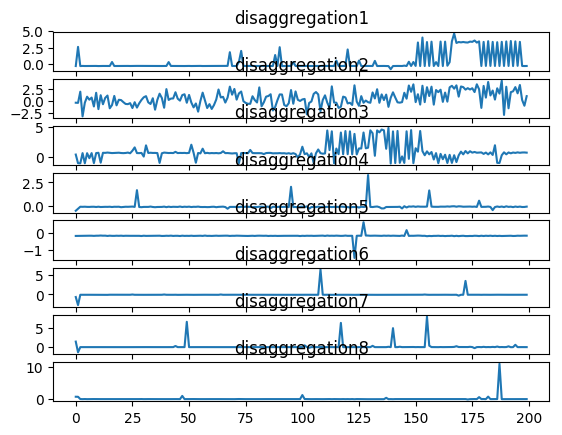 disaggregation1
5.0
2.5
0.0
disaggregation2
2.5
0.0
−2.5
disaggregation3
5
0
disaggregation4
2.5
0.0
disaggregation5
0
−1
disaggregation6
5
0
disaggregation7
5
0
disaggregation8
10
0
0 25 50 75 100 125 150 175 200